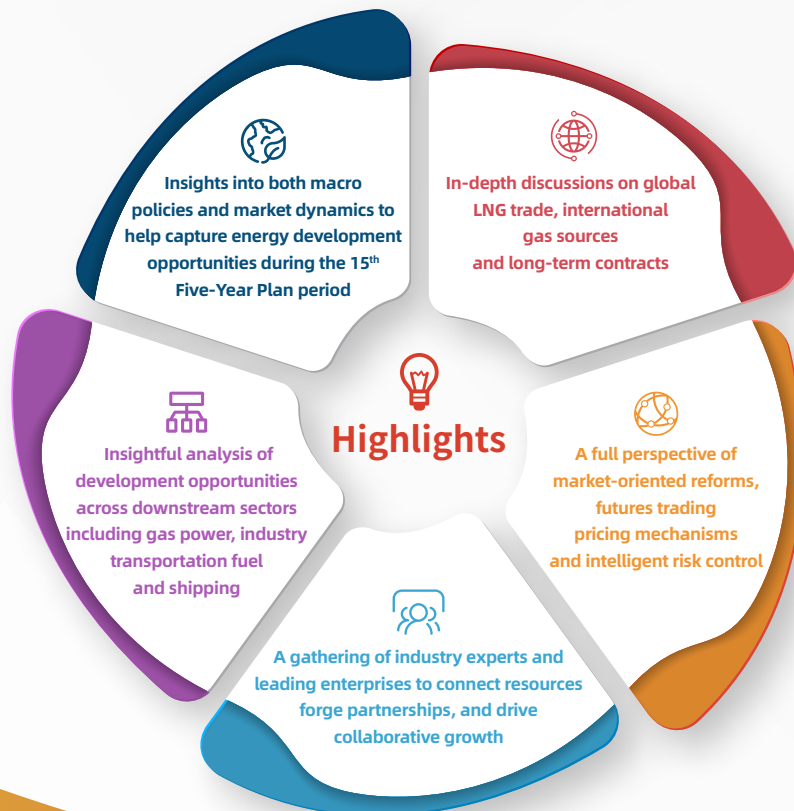 Insights into both macro
policies and market dynamics to
help capture energy development
opportunities during the 15th
Five-Year Plan period
In-depth discussions on global
LNG trade, international
gas sources
and long-term contracts
Highlights
Insightful analysis of
development opportunities
across downstream sectors
including gas power, industry
transportation fuel
and shipping
A full perspective of
market-oriented reforms,
futures trading
pricing mechanisms
and intelligent risk control
A gathering of industry experts and
leading enterprises to connect resources
forge partnerships, and drive
collaborative growth